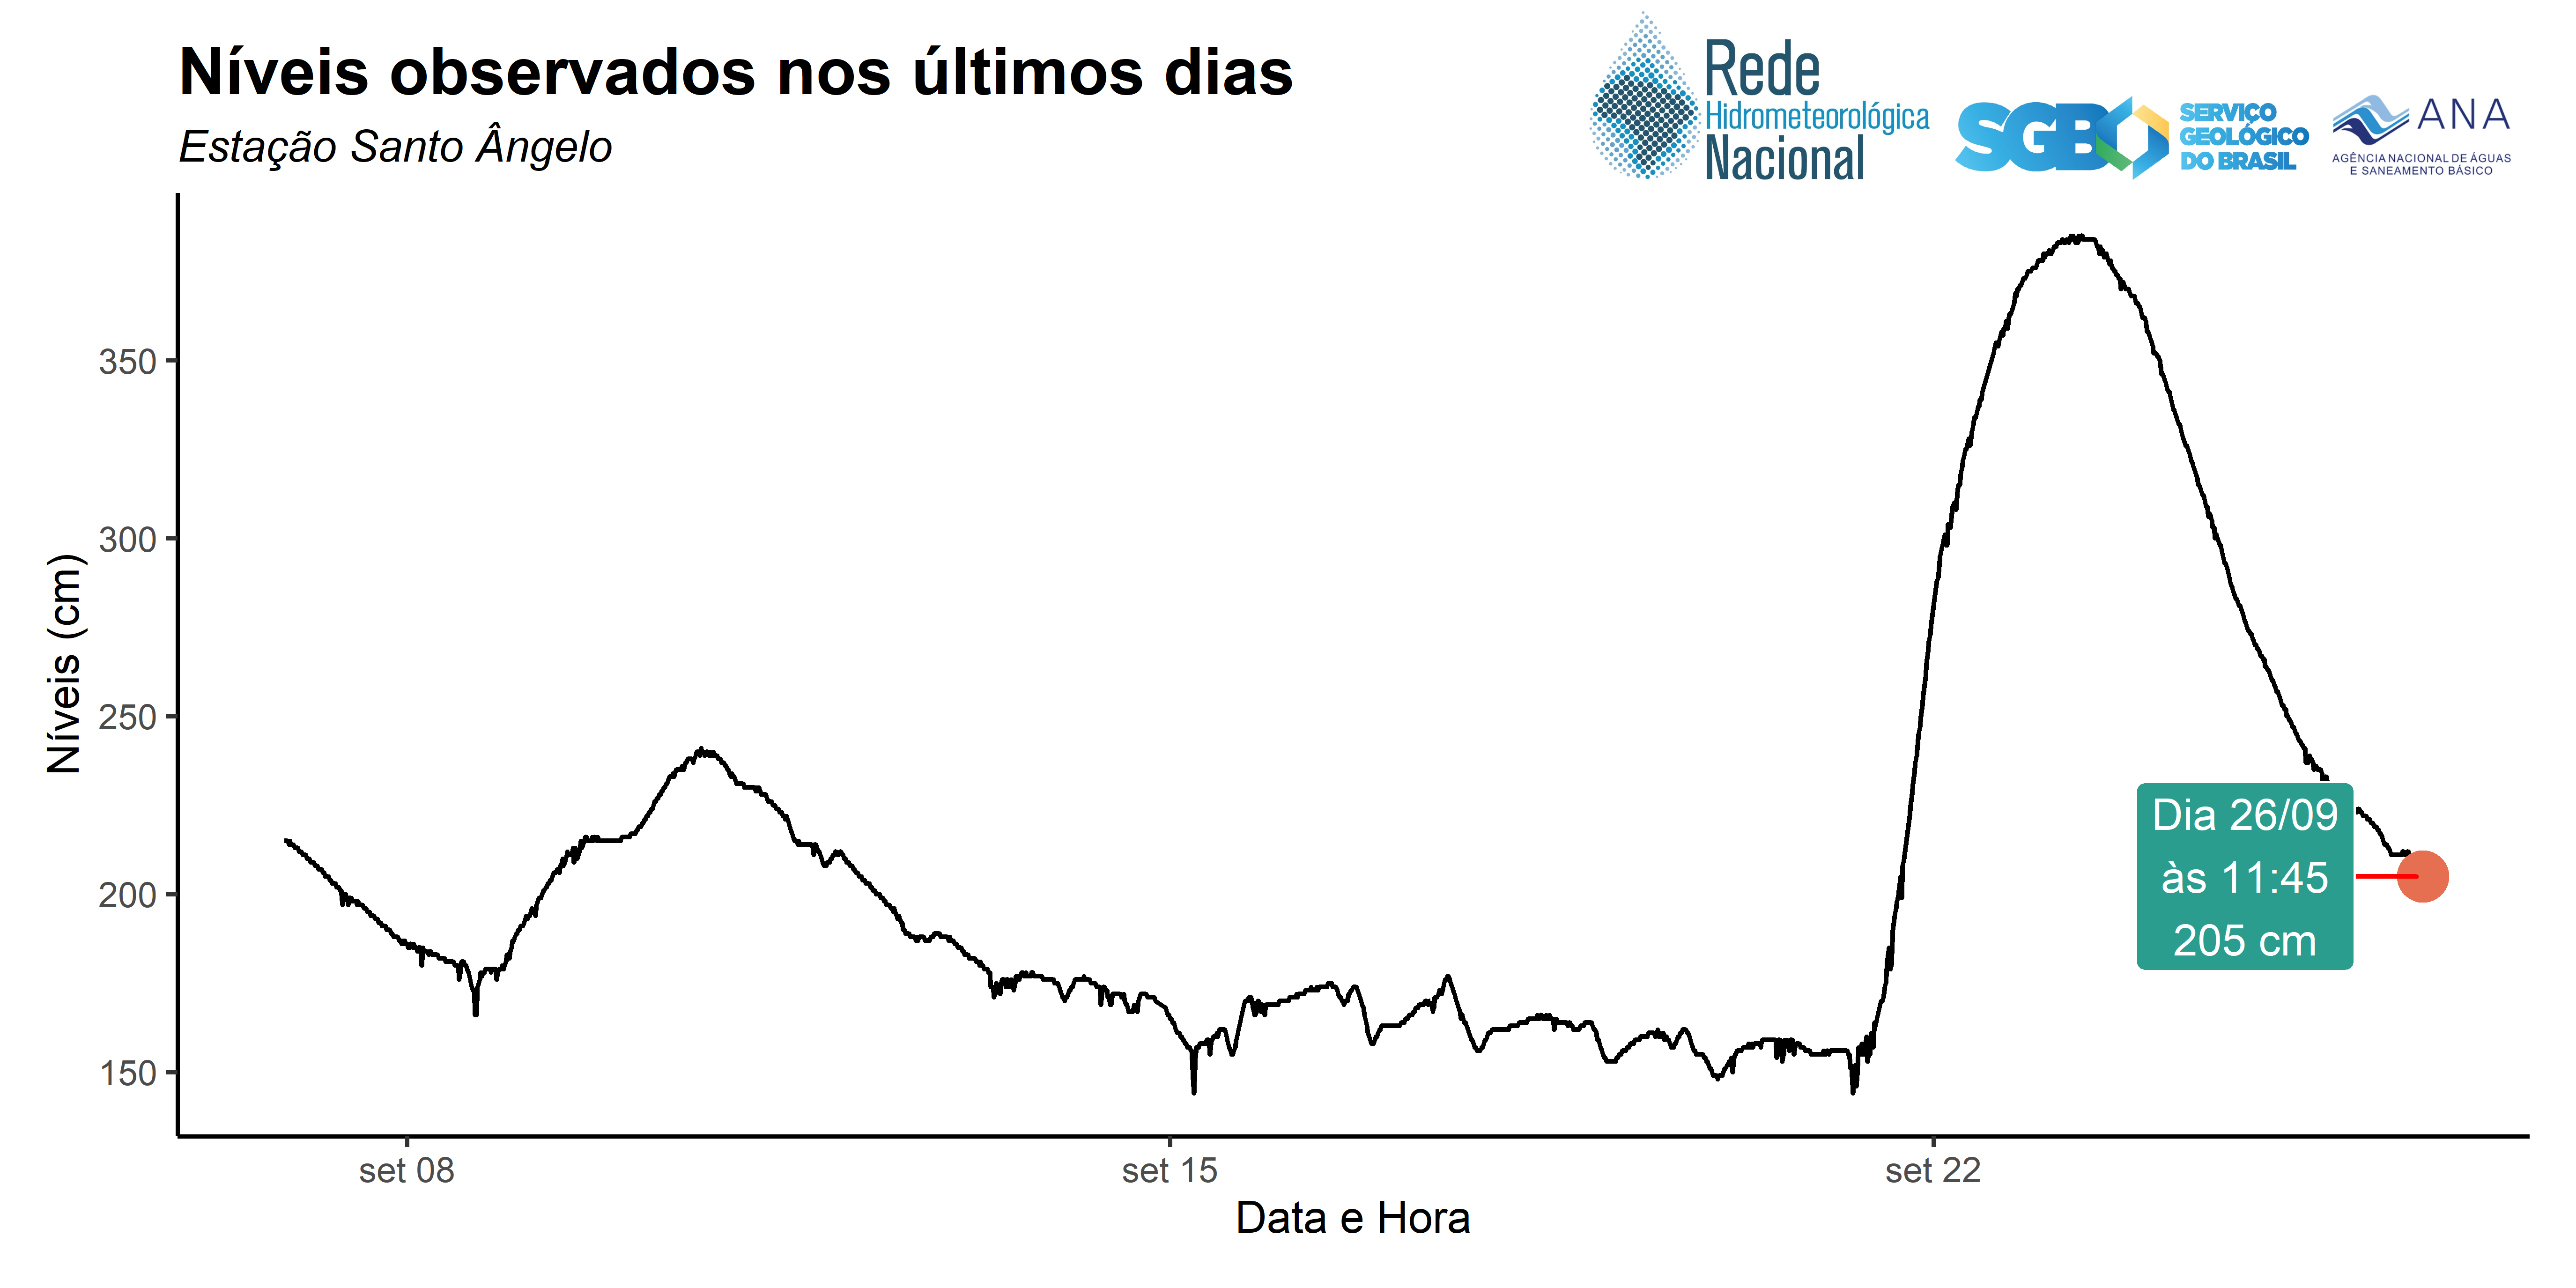 Níveis observados nos últimos dias
Estação Santo Ângelo
Rede
Hidrometeorológica
Nacional
SGB
SERVIÇO
GEOLÓGICO
DO BRASIL
ANA
AGÊNCIA NACIONAL DE ÁGUAS
E SANEAMENTO BÁSICO
Níveis (cm)
350
300
250
200
150
Dia 26/09
às 11:45
205 cm
set 08
set 15
set 22
Data e Hora